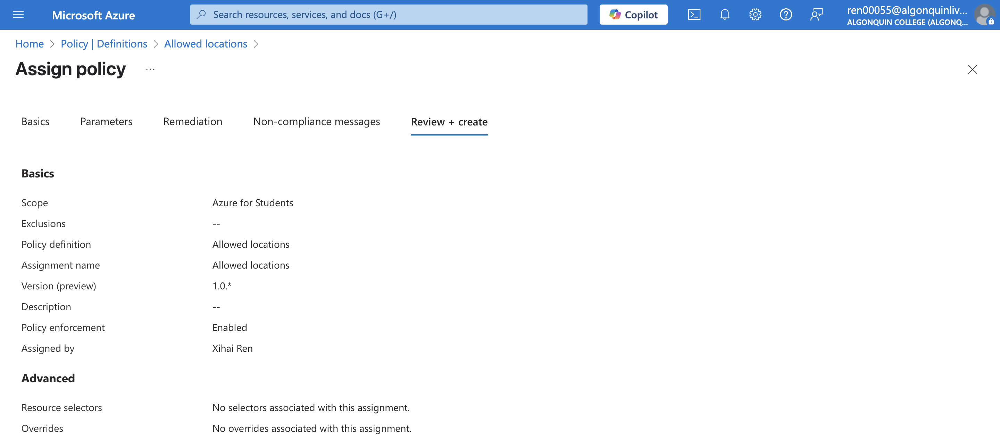 Microsoft Azure
Search resources, services, and docs (G+/)
Copilot
ren00055@algonquinliv...
ALGONQUIN COLLEGE (ALGONQ...
Home > Policy | Definitions > Allowed locations >
Assign policy ...
Basics Parameters Remediation Non-compliance messages Review + create
Basics
Scope Azure for Students
Exclusions --
Policy definition Allowed locations
Assignment name Allowed locations
Version (preview) 1.0.*
Description --
Policy enforcement Enabled
Assigned by Xihai Ren
Advanced
Resource selectors No selectors associated with this assignment.
Overrides No overrides associated with this assignment.